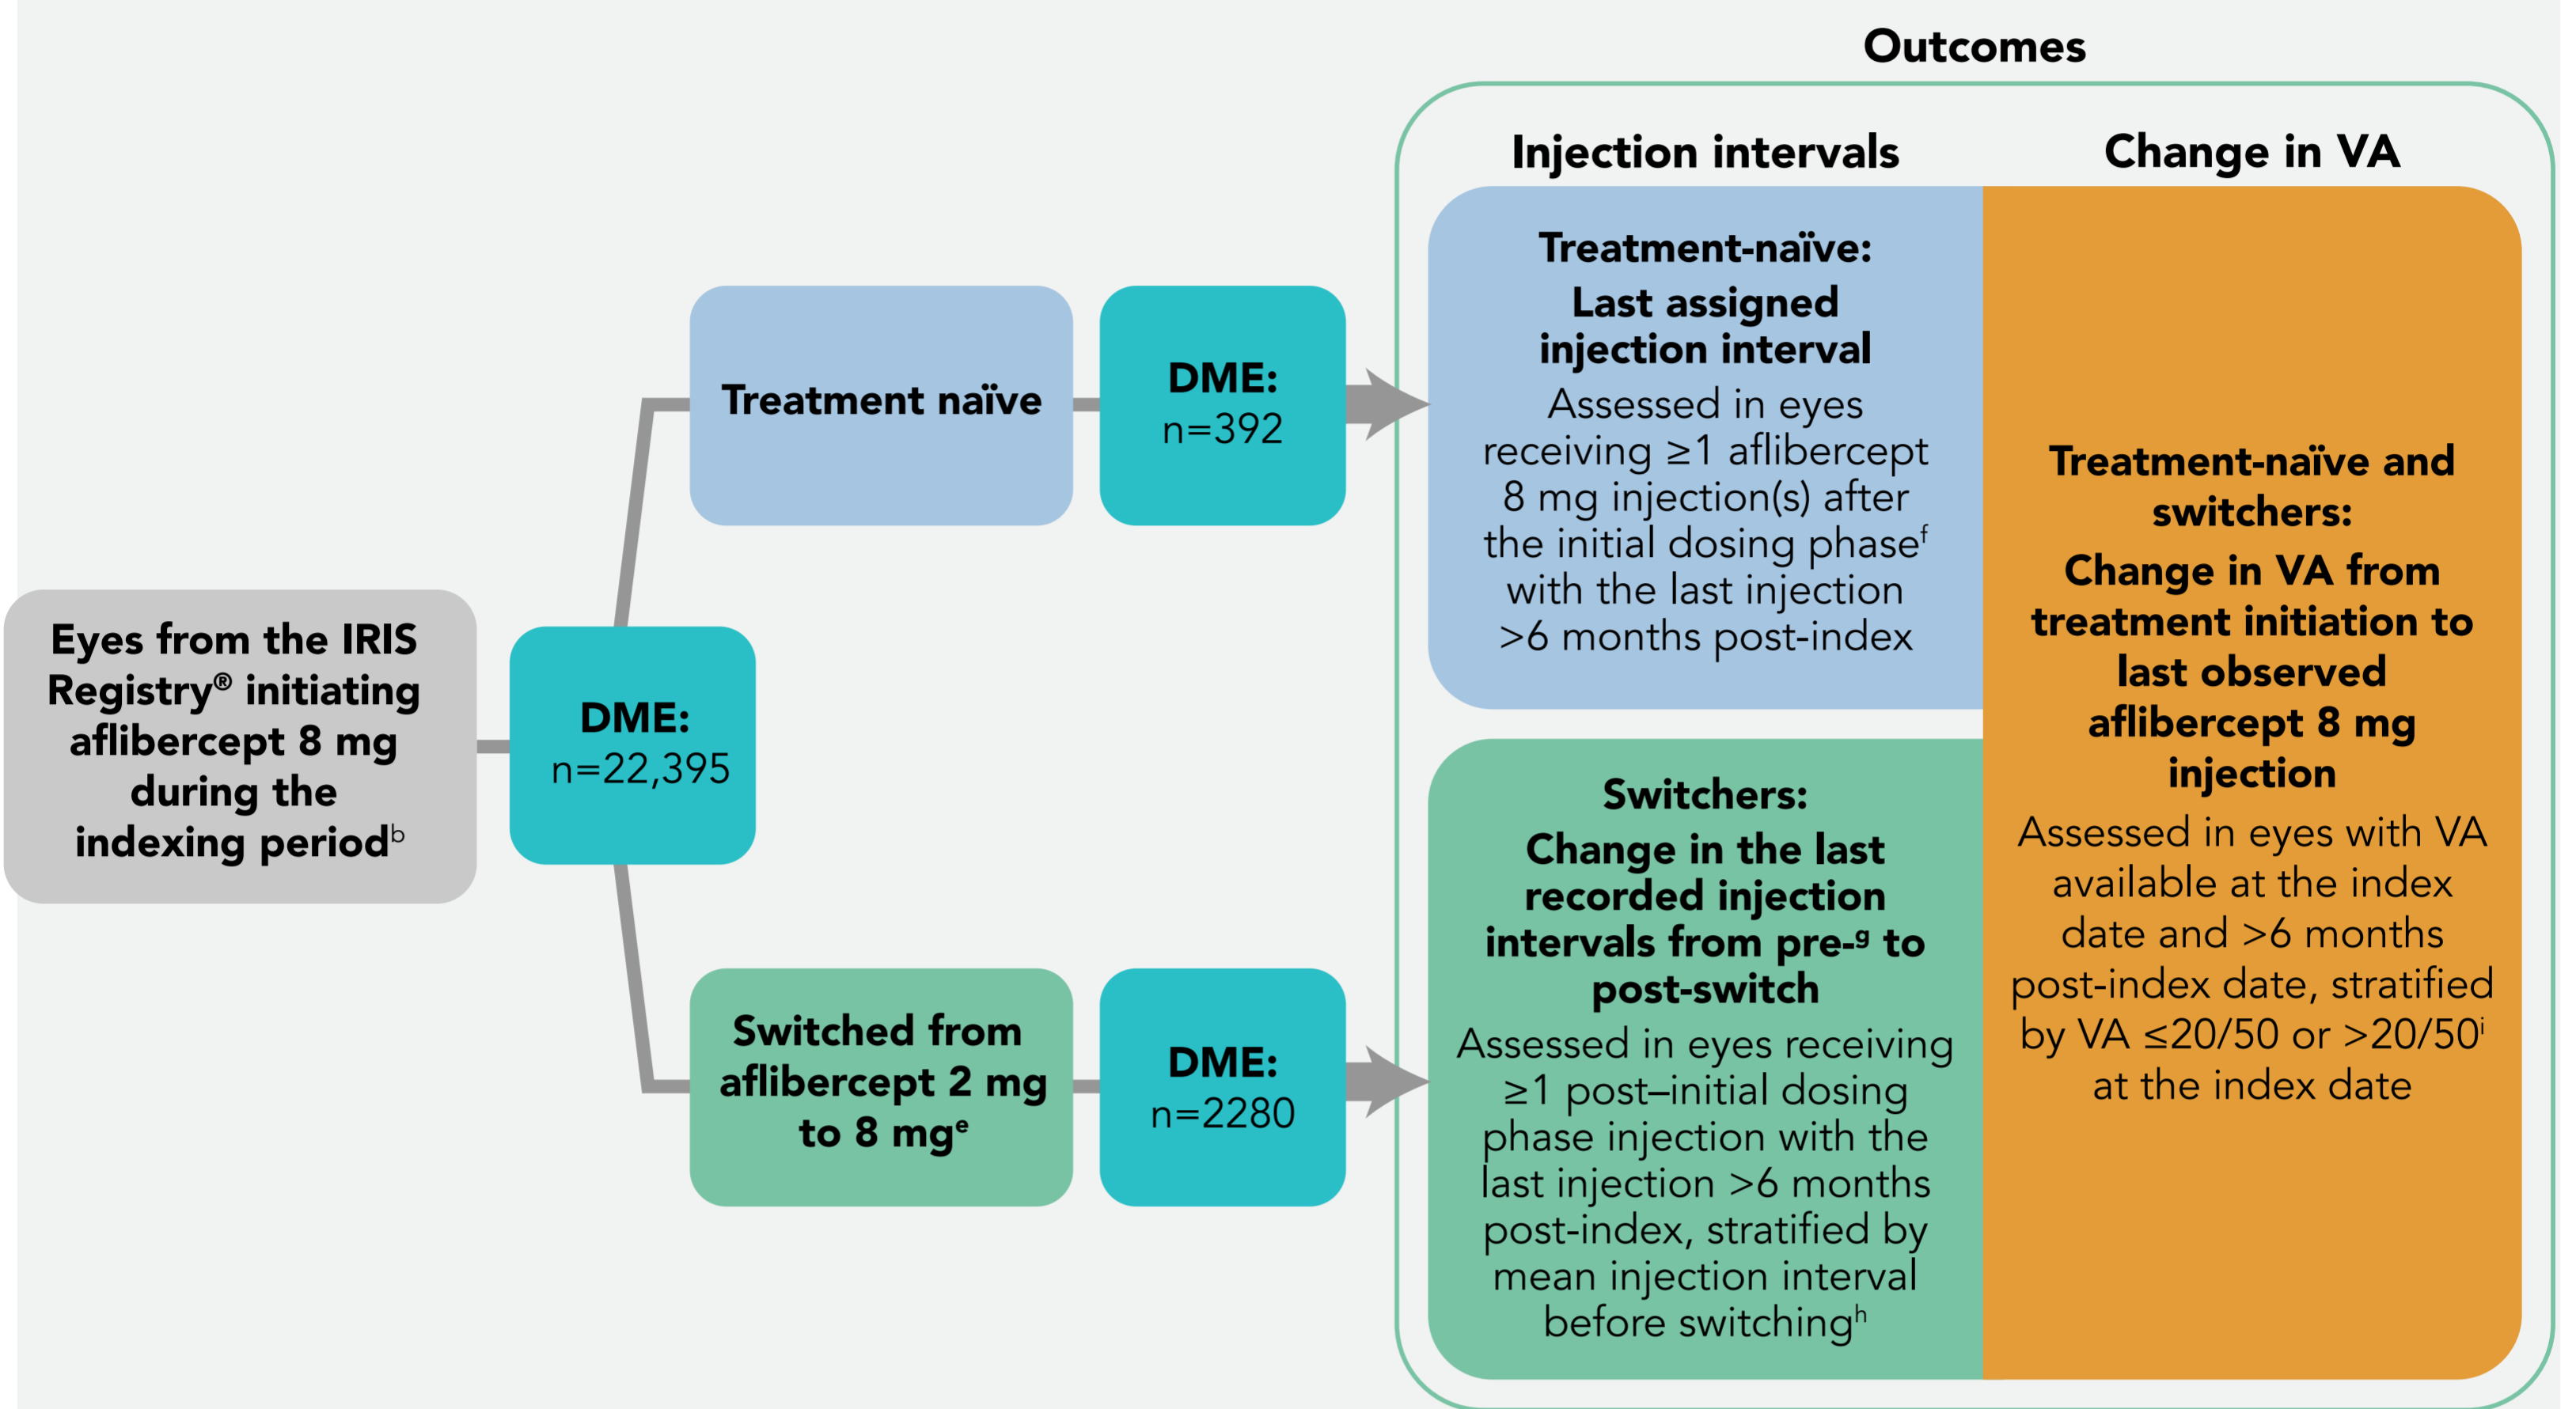 Outcomes
Injection intervals
Change in VA
Eyes from the IRIS
Registry® initiating
aflibercept 8 mg
during the
indexing periodᵇ
DME:
n=22,395
Treatment naïve
DME:
n=392
Switched from
aflibercept 2 mg
to 8 mgᵉ
DME:
n=2280
Treatment-naïve:
Last assigned
injection interval
Assessed in eyes
receiving ≥1 aflibercept
8 mg injection(s) after
the initial dosing phaseᶠ
with the last injection
>6 months post-index
Switchers:
Change in the last
recorded injection
intervals from pre-ᵍ to
post-switch
Assessed in eyes receiving
≥1 post–initial dosing
phase injection with the
last injection >6 months
post-index, stratified by
mean injection interval
before switchingʰ
Treatment-naïve and
switchers:
Change in VA from
treatment initiation to
last observed
aflibercept 8 mg
injection
Assessed in eyes with VA
available at the index
date and >6 months
post-index date, stratified
by VA ≤20/50 or >20/50ⁱ
at the index date